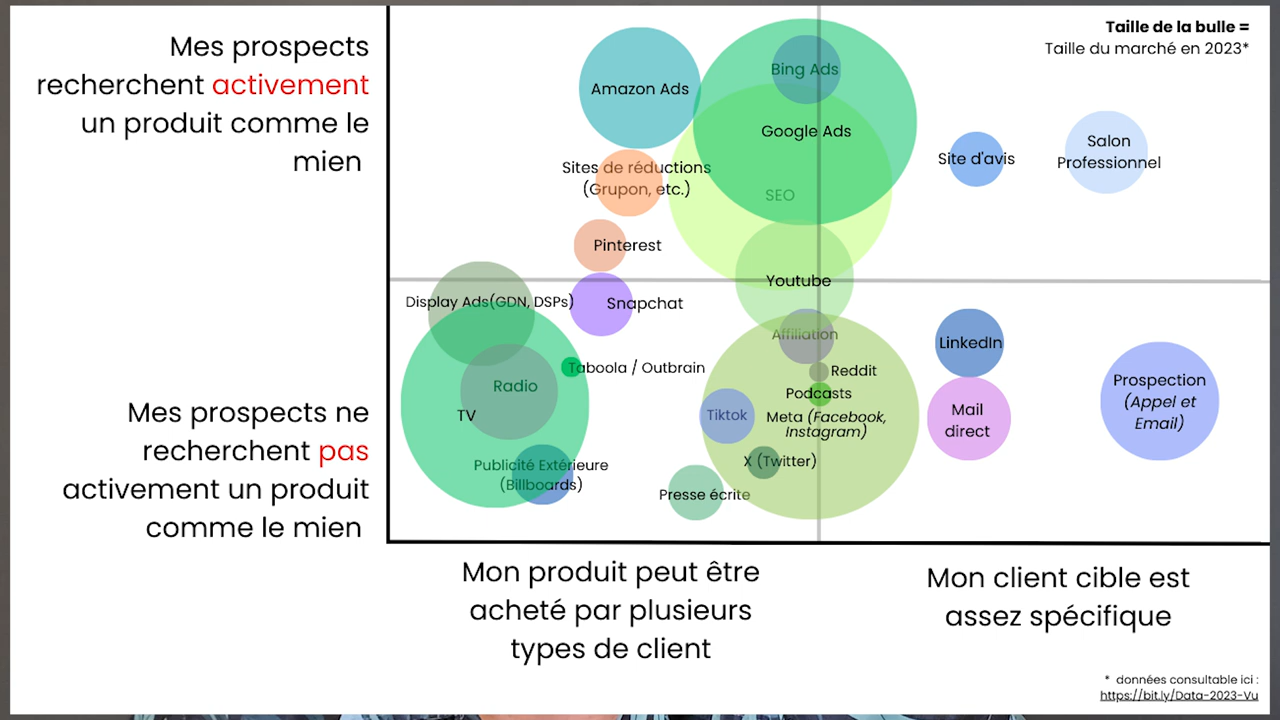 Mes prospects
recherchent activement
un produit comme le
mien
Taille de la bulle =
Taille du marché en 2023*
Bing Ads
Amazon Ads
Google Ads
Salon
Professionnel
Site d'avis
Sites de réductions
(Grupon, etc.)
SEO
Pinterest
Youtube
Display Ads(GDN, DSPs)
Snapchat
Affiliation
LinkedIn
Taboola / Outbrain
Reddit
Radio
Podcasts
Prospection
(Appel et
Email)
TV
Tiktok
Meta (Facebook,
Instagram)
Mail
direct
Mes prospects ne
recherchent pas
activement un produit
comme le mien
Publicité Extérieure
(Billboards)
X (Twitter)
Presse écrite
Mon produit peut être
acheté par plusieurs
types de client
Mon client cible est
assez spécifique
* données consultable ici :
https://bit.ly/Data-2023-Vu